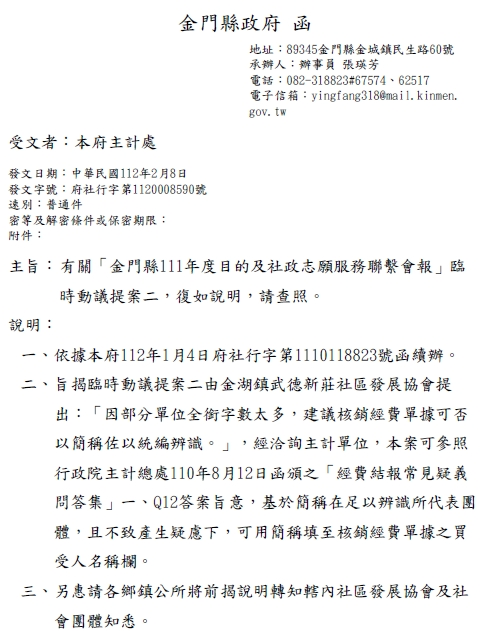 金門縣政府 函
地址：89345金門縣金城鎮民生路60號
承辦人：辦事員 張瑛芳
電話：082-318823#67574、62517
電子信箱：yingfang318@mail.kinmen.
gov.tw
受文者：本府主計處
發文日期：中華民國112年2月8日
發文字號：府社行字第1120008590號
速別：普通件
密等及解密條件或保密期限：
附件：
主旨：有關「金門縣111年度目的及社政志願服務聯繫會報」臨
時動議提案二，復如說明，請查照。
說明：
一、依據本府112年1月4日府社行字第1110118823號函續辦。
二、旨揭臨時動議提案二由金湖鎮武德新莊社區發展協會提
出：「因部分單位全銜字數太多，建議核銷經費單據可否
以簡稱佐以統編辨識。」，經洽詢主計單位，本案可參照
行政院主計總處110年8月12日函頒之「經費結報常見疑義
問答集」一、Q12答案旨意，基於簡稱在足以辨識所代表團
體，且不致產生疑慮下，可用簡稱填至核銷經費單據之買
受人名稱欄。
三、另惠請各鄉鎮公所將前揭說明轉知轄內社區發展協會及社
會團體知悉。